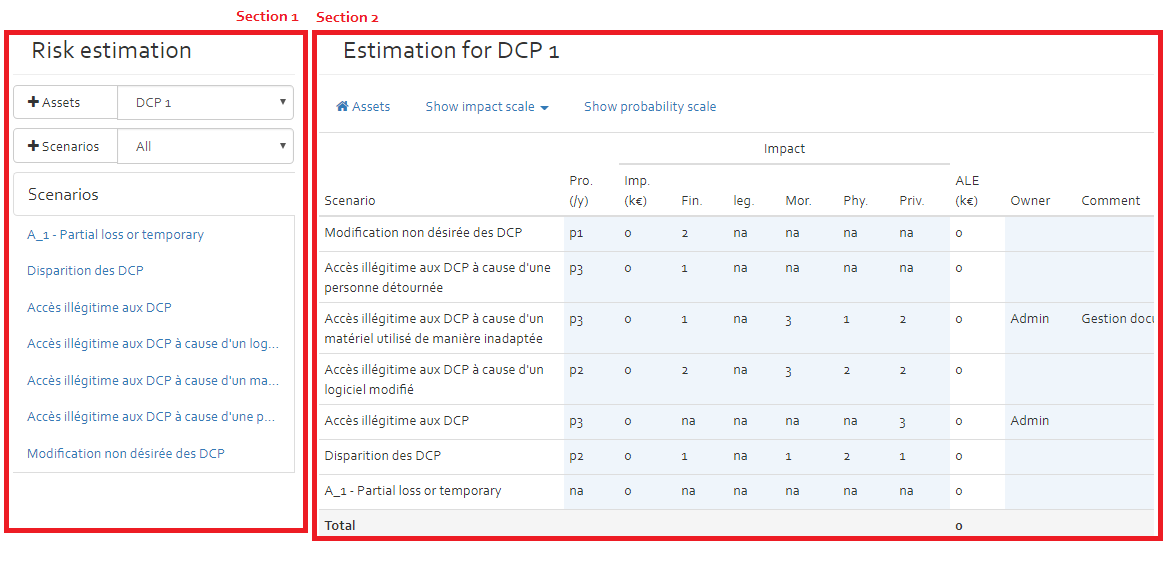 Section 1
Risk estimation
Assets DCP 1
Scenarios All
Scenarios
A_1 - Partial loss or temporary
Disparition des DCP
Accès illégitime aux DCP
Accès illégitime aux DCP à cause d'un log...
Accès illégitime aux DCP à cause d'un ma...
Accès illégitime aux DCP à cause d'une p...
Modification non désirée des DCP
Section 2
Estimation for DCP 1
Assets Show impact scale Show probability scale
Impact
Pro. Imp. ALE
Scenario (/y) (k€) Fin. leg. Mor. Phy. Priv. (k€) Owner Comment
Modification non désirée des DCP p1 0 2 na na na na 0
Accès illégitime aux DCP à cause d'une p3 0 1 na na na na 0
personne détournée
Accès illégitime aux DCP à cause d'un p3 0 1 na 3 1 2 0 Admin Gestion docu
matériel utilisé de manière inadaptée
Accès illégitime aux DCP à cause d'un p2 0 2 na 3 2 2 0
logiciel modifié
Accès illégitime aux DCP p3 0 na na na na 3 0 Admin
Disparition des DCP p2 0 1 na 1 2 1 0
A_1 - Partial loss or temporary na 0 na na na na na 0
Total 0